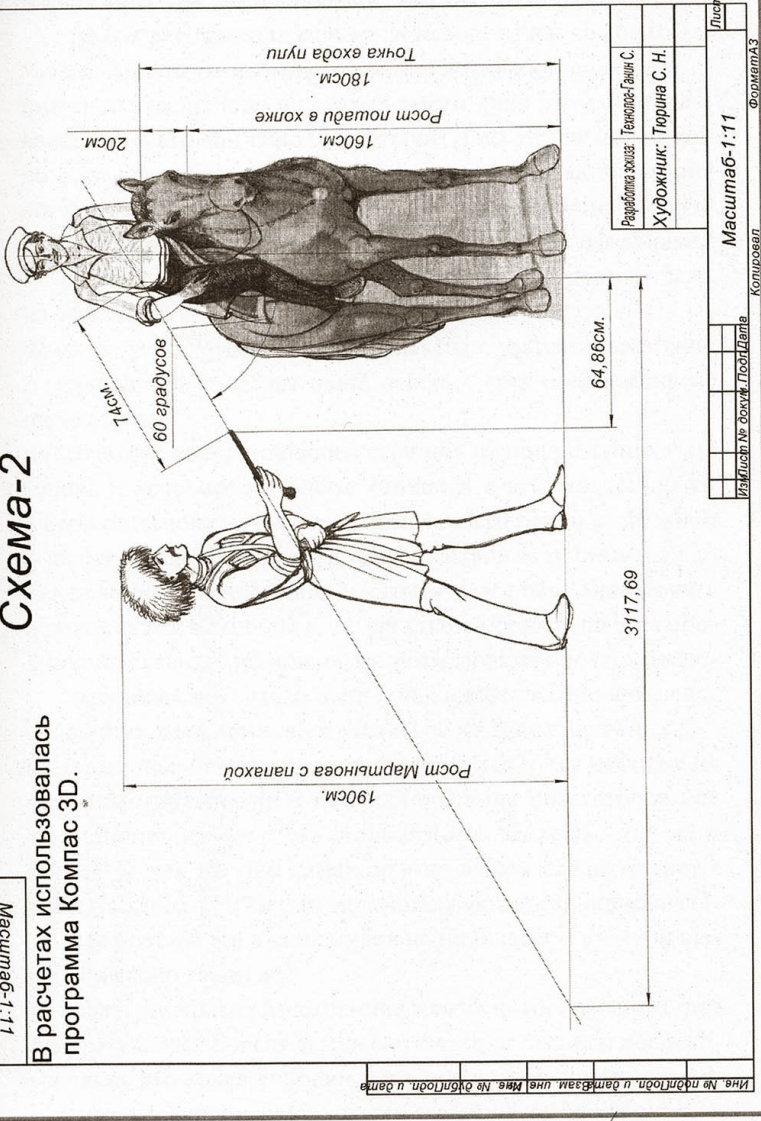 Схема-2
В расчетах использовалась
программа Компас 3D.
Масштаб-1:11
Точка входа пули
180см.
Рост лошади в холке
160см.
20см.
74см.
60 градусов
64,86см.
3117,69
Рост Мартынова с папахой
190см.
Разработка эскиза: Технолог-Ганин С.
Художник: Тюрина С. Н.
Масштаб-1:11
Лист
Изм Лист № докум. Подп. Дата
Копировал
Формат А3
Инв. № подл Подп. и дата Взам. инв. № Инв. № дубл Подп. и дата